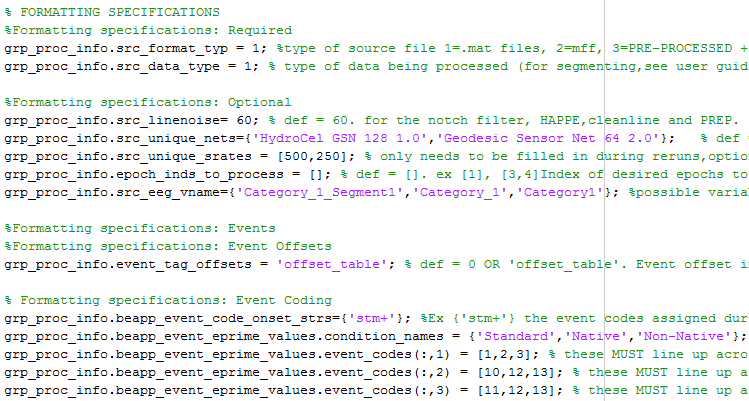 % FORMATTING SPECIFICATIONS
%Formatting specifications: Required
grp_proc_info.src_format_typ = 1; %type of source file 1=.mat files, 2=mff, 3=PRE-PROCESSED +
grp_proc_info.src_data_type = 1; % type of data being processed (for segmenting,see user guid
%Formatting specifications: Optional
grp_proc_info.src_linenoise= 60; % def = 60. for the notch filter, HAPPE,cleanline and PREP.
grp_proc_info.src_unique_nets={'HydroCel GSN 128 1.0','Geodesic Sensor Net 64 2.0'}; % def
grp_proc_info.src_unique_srates = [500,250]; % only needs to be filled in during reruns,optio
grp_proc_info.epoch_inds_to_process = []; % def = []. ex [1], [3,4]Index of desired epochs to
grp_proc_info.src_eeg_vname={'Category_1_Segment1','Category_1','Category1'}; %possible varia
%Formatting specifications: Events
%Formatting specifications: Event Offsets
grp_proc_info.event_tag_offsets = 'offset_table'; % def = 0 OR 'offset_table'. Event offset i
% Formatting specifications: Event Coding
grp_proc_info.beapp_event_code_onset_strs={'stm+'}; %Ex {'stm+'} the event codes assigned dur
grp_proc_info.beapp_event_eprime_values.condition_names = {'Standard','Native','Non-Native'};
grp_proc_info.beapp_event_eprime_values.event_codes(:,1) = [1,2,3]; % these MUST line up acro
grp_proc_info.beapp_event_eprime_values.event_codes(:,2) = [10,12,13]; % these MUST line up a
grp_proc_info.beapp_event_eprime_values.event_codes(:,3) = [11,12,13]; % these MUST line up a